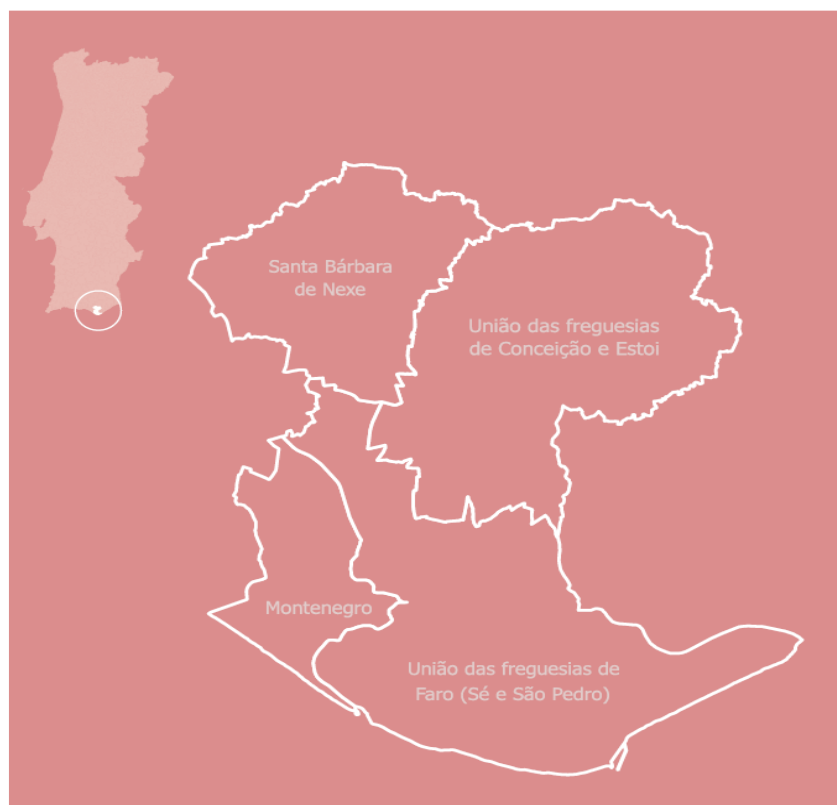 Santa Bárbara
de Nexe
União das freguesias
de Conceição e Estoi
Montenegro
União das freguesias de
Faro (Sé e São Pedro)